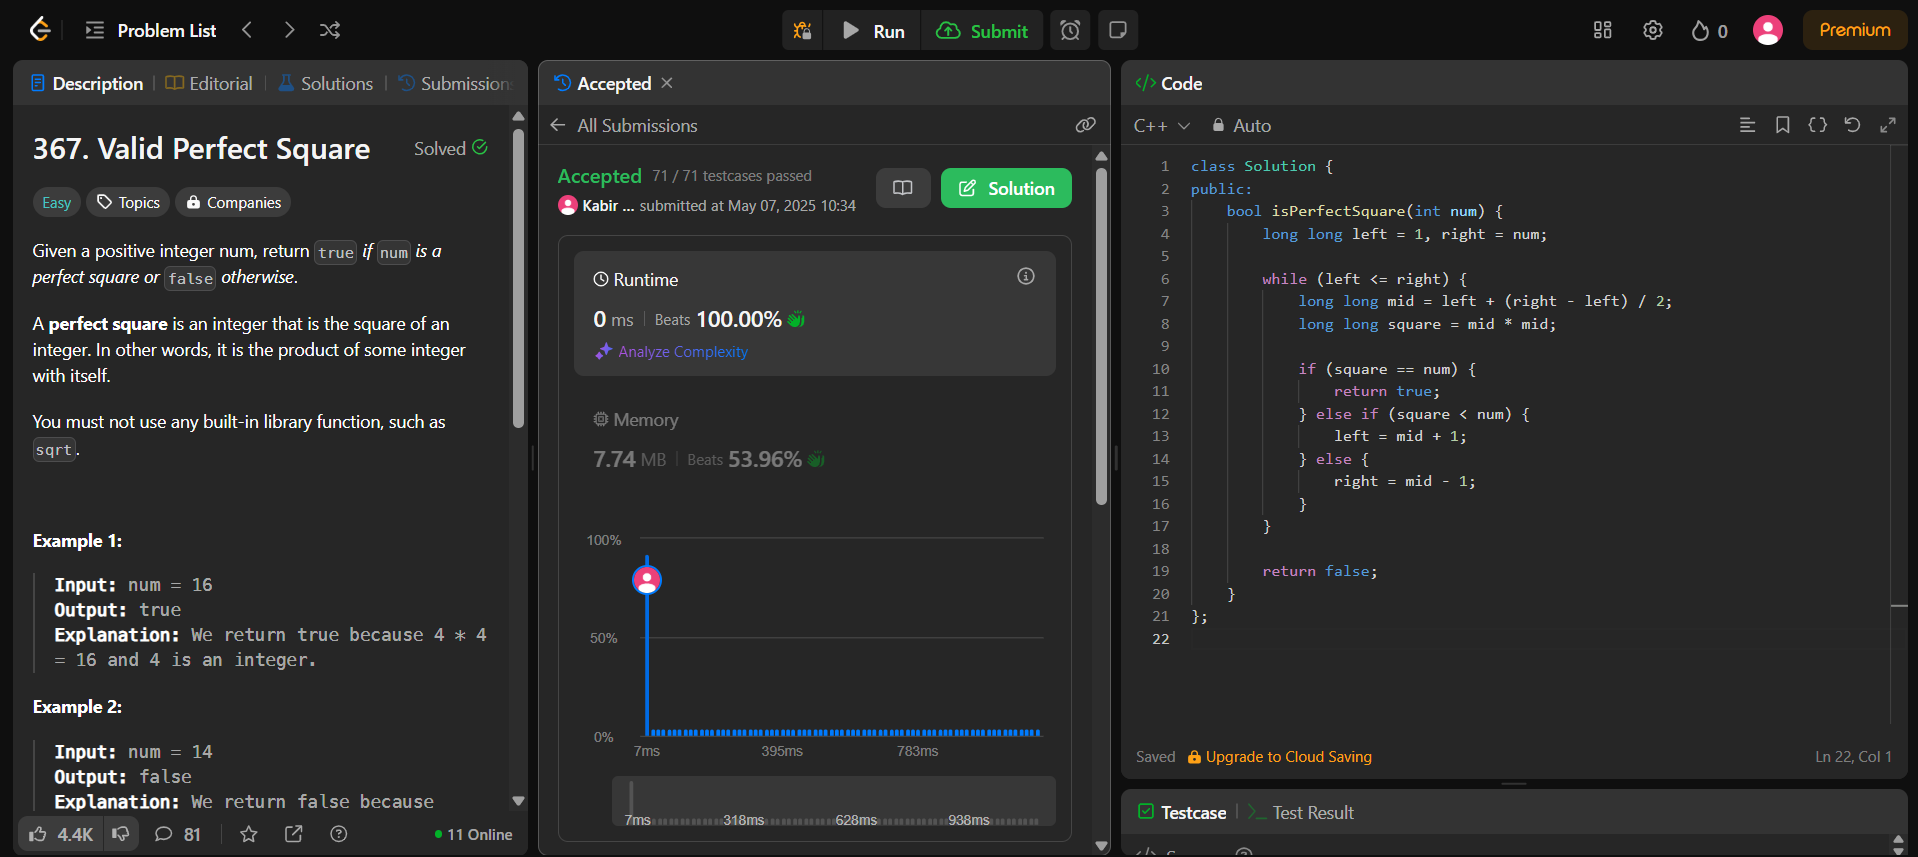 Problem List
Run
Submit
0
Premium
Description
Editorial
Solutions
Submissions
367. Valid Perfect Square
Solved
Easy
Topics
Companies
Given a positive integer num, return true if num is a
perfect square or false otherwise.
A perfect square is an integer that is the square of an
integer. In other words, it is the product of some integer
with itself.
You must not use any built-in library function, such as
sqrt.
Example 1:
Input: num = 16
Output: true
Explanation: We return true because 4 * 4
= 16 and 4 is an integer.
Example 2:
Input: num = 14
Output: false
Explanation: We return false because
4.4K
81
11 Online
Accepted
All Submissions
Accepted 71 / 71 testcases passed
Kabir ... submitted at May 07, 2025 10:34
Solution
Runtime
0 ms | Beats 100.00%
Analyze Complexity
Memory
7.74 MB | Beats 53.96%
100%
50%
0%
7ms 395ms 783ms
7ms 318ms 628ms 938ms
</> Code
C++ Auto
1 class Solution {
2 public:
3 bool isPerfectSquare(int num) {
4 long long left = 1, right = num;
5
6 while (left <= right) {
7 long long mid = left + (right - left) / 2;
8 long long square = mid * mid;
9
10 if (square == num) {
11 return true;
12 } else if (square < num) {
13 left = mid + 1;
14 } else {
15 right = mid - 1;
16 }
17 }
18
19 return false;
20 }
21 };
22
Saved Upgrade to Cloud Saving
Ln 22, Col 1
Testcase
Test Result